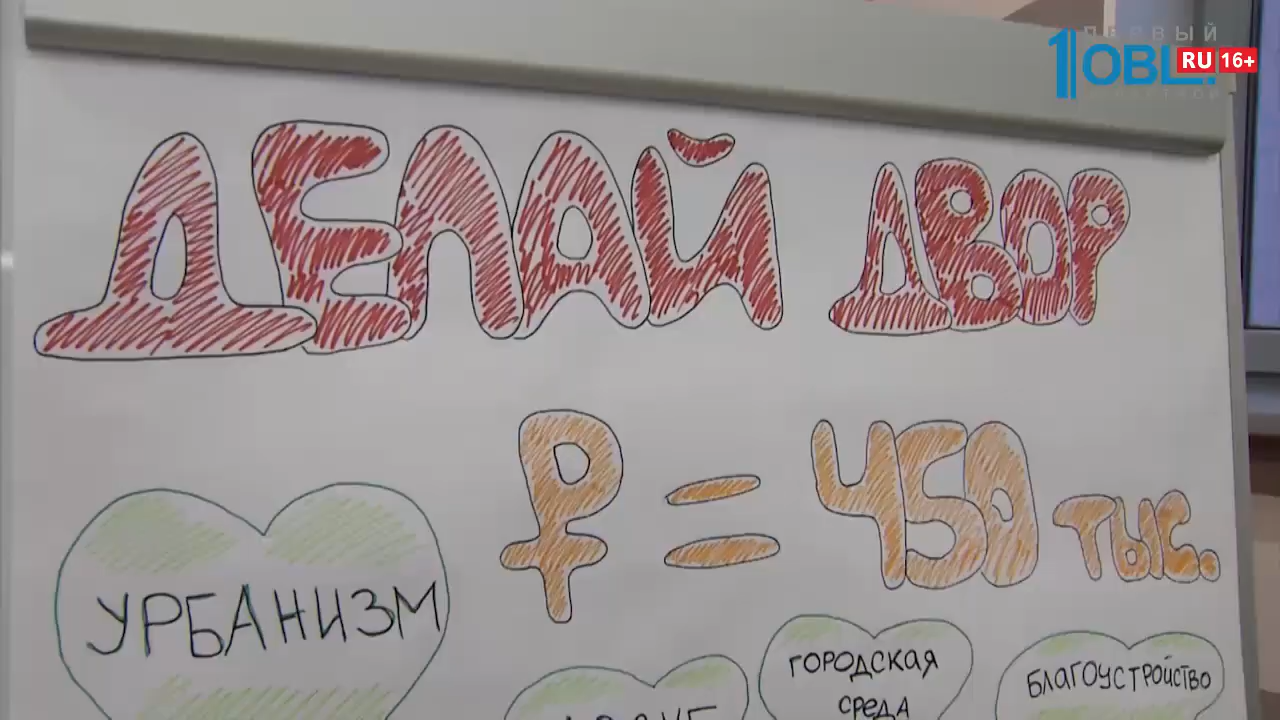 ПЕРВЫЙ
1OBL.
RU 16+
ДЕЛАЙ ДВОР
₽ = 450 тыс.
УРБАНИЗМ
ГОРОДСКАЯ
СРЕДА
БЛАГОУСТРОЙСТВО